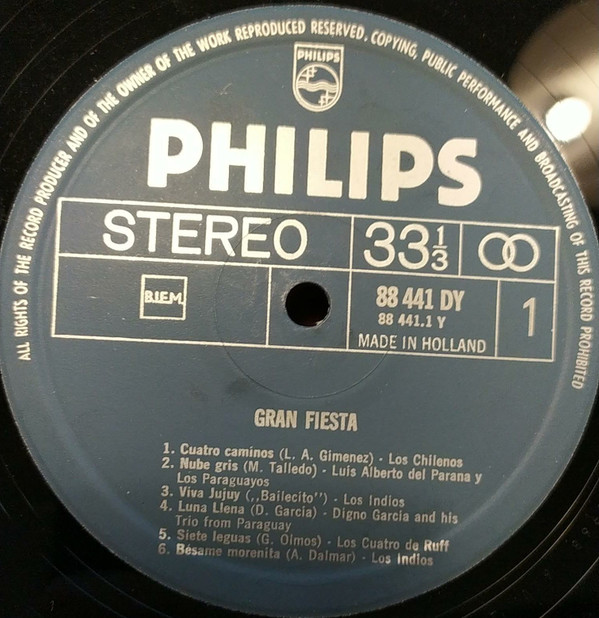 ALL RIGHTS OF THE RECORD PRODUCER AND OF THE OWNER OF THE WORK REPRODUCED RESERVED. COPYING, PUBLIC PERFORMANCE AND BROADCASTING OF THIS RECORD PROHIBITED
PHILIPS
PHILIPS
STEREO
33⅓
B.I.E.M.
88 441 DY
88 441.1 Y
1
MADE IN HOLLAND
GRAN FIESTA
1. Cuatro caminos (L. A. Gimenez) - Los Chilenos
2. Nube gris (M. Talledo) - Luis Alberto del Parana y
Los Paraguayos
3. Viva Jujuy („Bailecito") - Los Indios
4. Luna Llena (D. Garcia) - Digno Garcia and his
Trio from Paraguay
5. Siete leguas (G. Olmos) - Los Cuatro de Ruff
6. Bésame morenita (A. Dalmar) - Los Indios